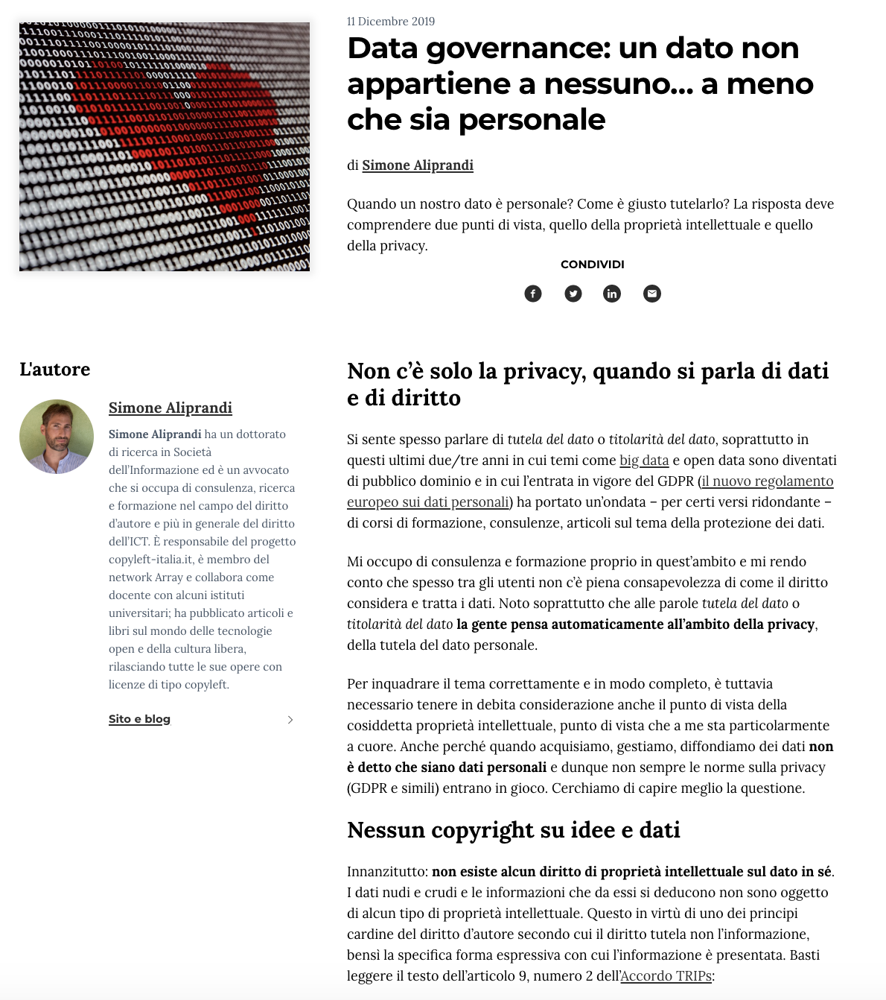 11 Dicembre 2019
Data governance: un dato non
appartiene a nessuno… a meno
che sia personale
di Simone Aliprandi
Quando un nostro dato è personale? Come è giusto tutelarlo? La risposta deve
comprendere due punti di vista, quello della proprietà intellettuale e quello
della privacy.
CONDIVIDI
L'autore
Simone Aliprandi
Simone Aliprandi ha un dottorato
di ricerca in Società
dell’Informazione ed è un avvocato
che si occupa di consulenza, ricerca
e formazione nel campo del diritto
d’autore e più in generale del diritto
dell’ICT. È responsabile del progetto
copyleft-italia.it, è membro del
network Array e collabora come
docente con alcuni istituti
universitari; ha pubblicato articoli e
libri sul mondo delle tecnologie
open e della cultura libera,
rilasciando tutte le sue opere con
licenze di tipo copyleft.
Sito e blog
Non c’è solo la privacy, quando si parla di dati
e di diritto
Si sente spesso parlare di tutela del dato o titolarità del dato, soprattutto in
questi ultimi due/tre anni in cui temi come big data e open data sono diventati
di pubblico dominio e in cui l’entrata in vigore del GDPR (il nuovo regolamento
europeo sui dati personali) ha portato un’ondata – per certi versi ridondante –
di corsi di formazione, consulenze, articoli sul tema della protezione dei dati.
Mi occupo di consulenza e formazione proprio in quest’ambito e mi rendo
conto che spesso tra gli utenti non c’è piena consapevolezza di come il diritto
considera e tratta i dati. Noto soprattutto che alle parole tutela del dato o
titolarità del dato la gente pensa automaticamente all’ambito della privacy,
della tutela del dato personale.
Per inquadrare il tema correttamente e in modo completo, è tuttavia
necessario tenere in debita considerazione anche il punto di vista della
cosiddetta proprietà intellettuale, punto di vista che a me sta particolarmente
a cuore. Anche perché quando acquisiamo, gestiamo, diffondiamo dei dati non
è detto che siano dati personali e dunque non sempre le norme sulla privacy
(GDPR e simili) entrano in gioco. Cerchiamo di capire meglio la questione.
Nessun copyright su idee e dati
Innanzitutto: non esiste alcun diritto di proprietà intellettuale sul dato in sé.
I dati nudi e crudi e le informazioni che da essi si deducono non sono oggetto
di alcun tipo di proprietà intellettuale. Questo in virtù di uno dei principi
cardine del diritto d’autore secondo cui il diritto tutela non l’informazione,
bensì la specifica forma espressiva con cui l’informazione è presentata. Basti
leggere il testo dell’articolo 9, numero 2 dell’Accordo TRIPs: